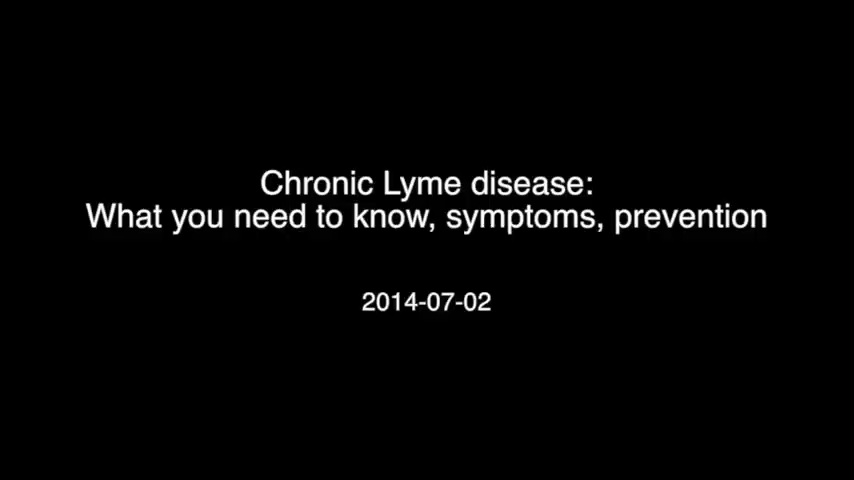 Chronic Lyme disease:
What you need to know, symptoms, prevention
2014-07-02